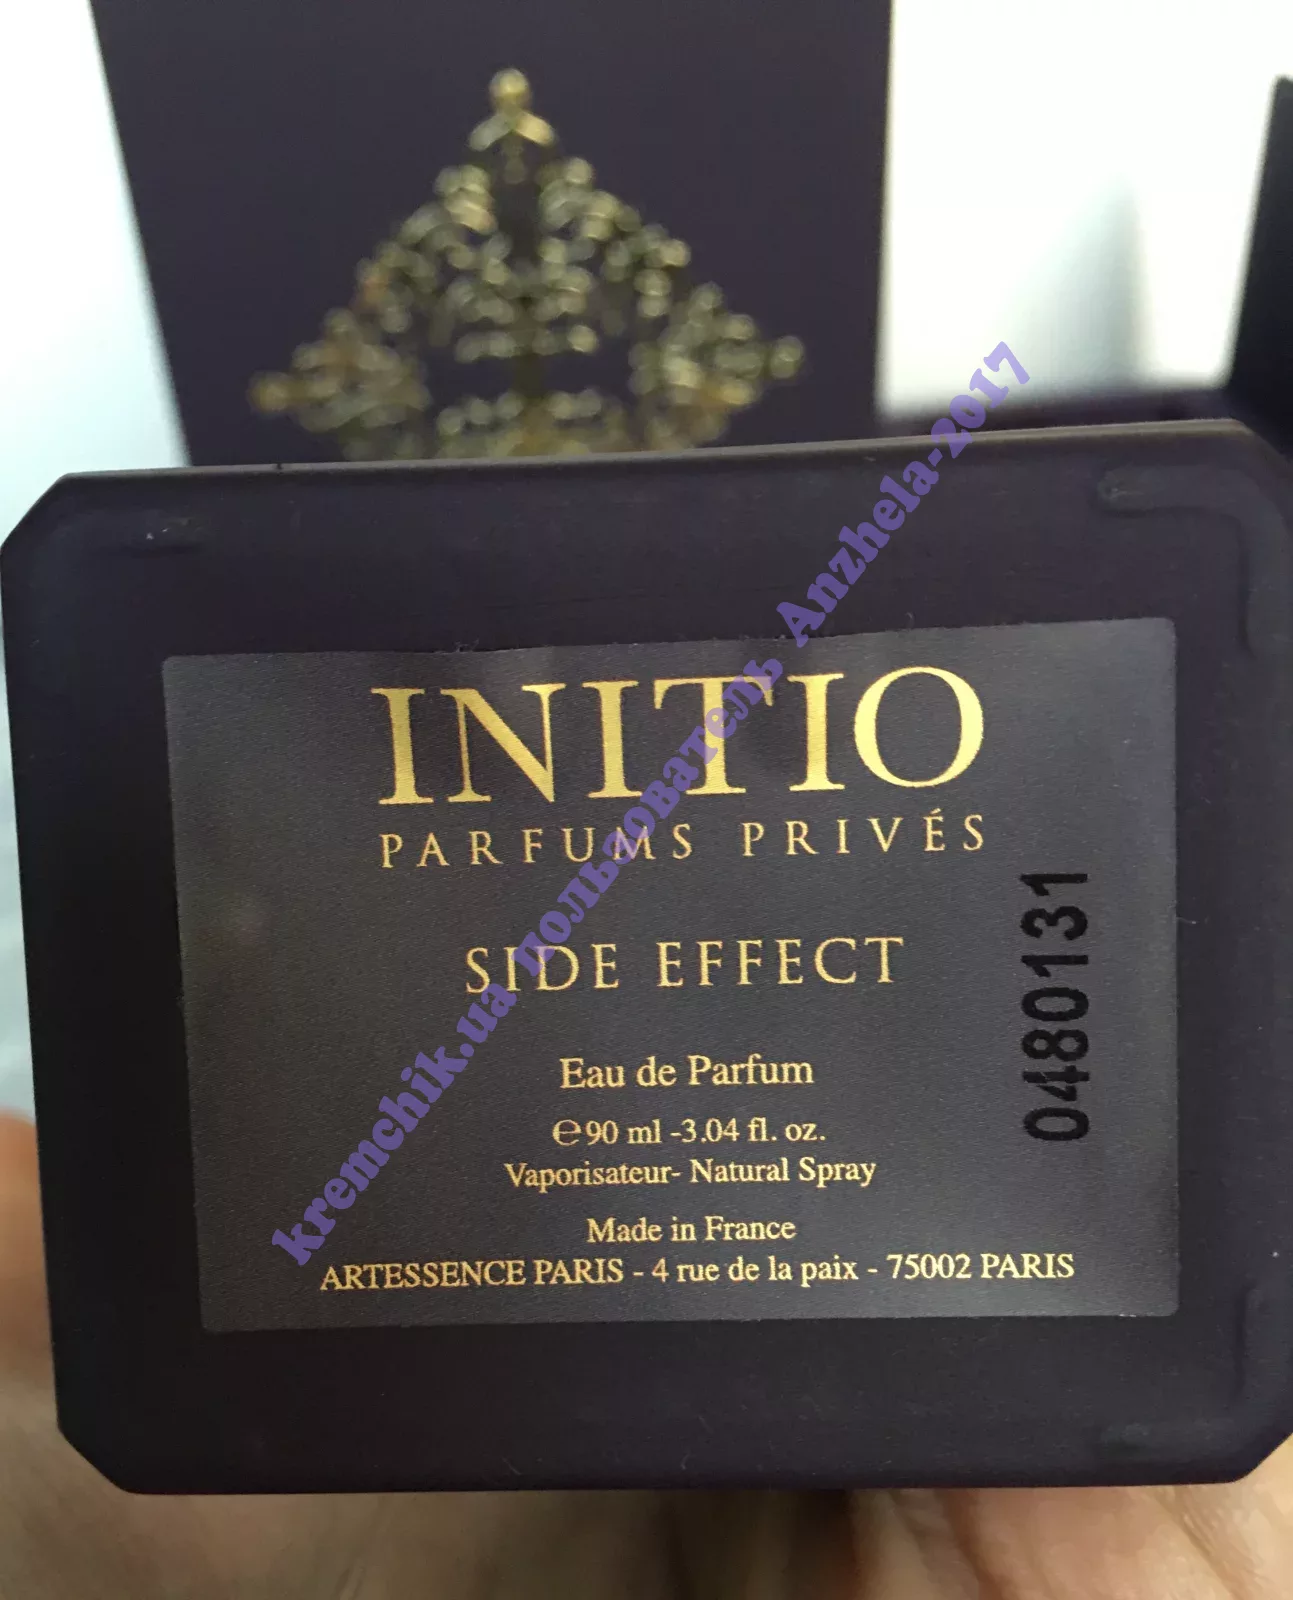 INITIO
PARFUMS PRIVÉS
SIDE EFFECT
Eau de Parfum
℮90 ml -3.04 fl. oz.
Vaporisateur- Natural Spray
Made in France
ARTESSENCE PARIS - 4 rue de la paix - 75002 PARIS
0480131
kremchik.ua пользователь Anzhela-2017